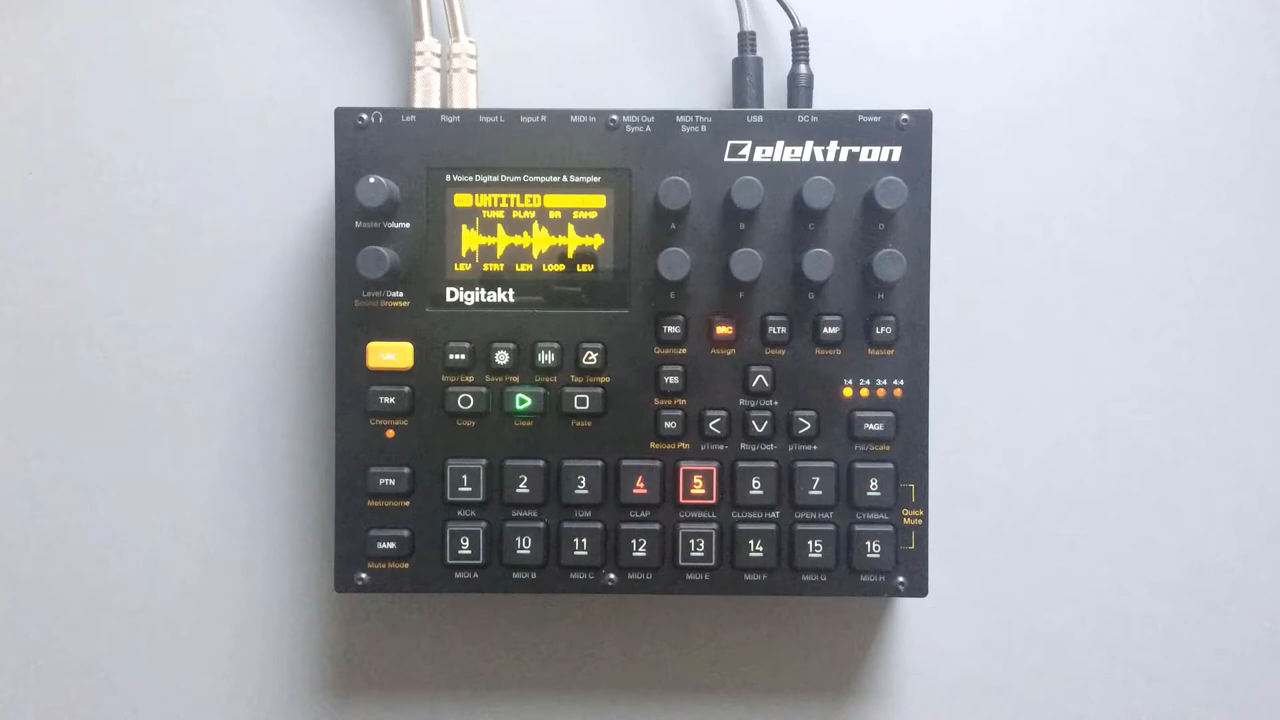 Left Right Input L Input R MIDI In MIDI Out MIDI Thru USB DC In Power
Sync A Sync B
elektron
8 Voice Digital Drum Computer & Sampler
UNTITLED
TUNE PLAY BR SAMP
LEV STRT LEN LOOP LEV
Digitakt
Master Volume
Level/Data
Sound Browser
A B C D
E F G H
TRIG SRC FLTR AMP LFO
Quantize Assign Delay Reverb Master
Imp/Exp Save Proj Direct Tap Tempo
YES
Save Ptn
Rtrg/Oct+
1:4 2:4 3:4 4:4
TRK
Chromatic
Copy Clear Paste
NO PAGE
Reload Ptn μTime- Rtrg/Oct- μTime+ Fill/Scale
PTN
Metronome
1 2 3 4 5 6 7 8
KICK SNARE TOM CLAP COWBELL CLOSED HAT OPEN HAT CYMBAL
Quick
Mute
BANK
Mute Mode
9 10 11 12 13 14 15 16
MIDI A MIDI B MIDI C MIDI D MIDI E MIDI F MIDI G MIDI H